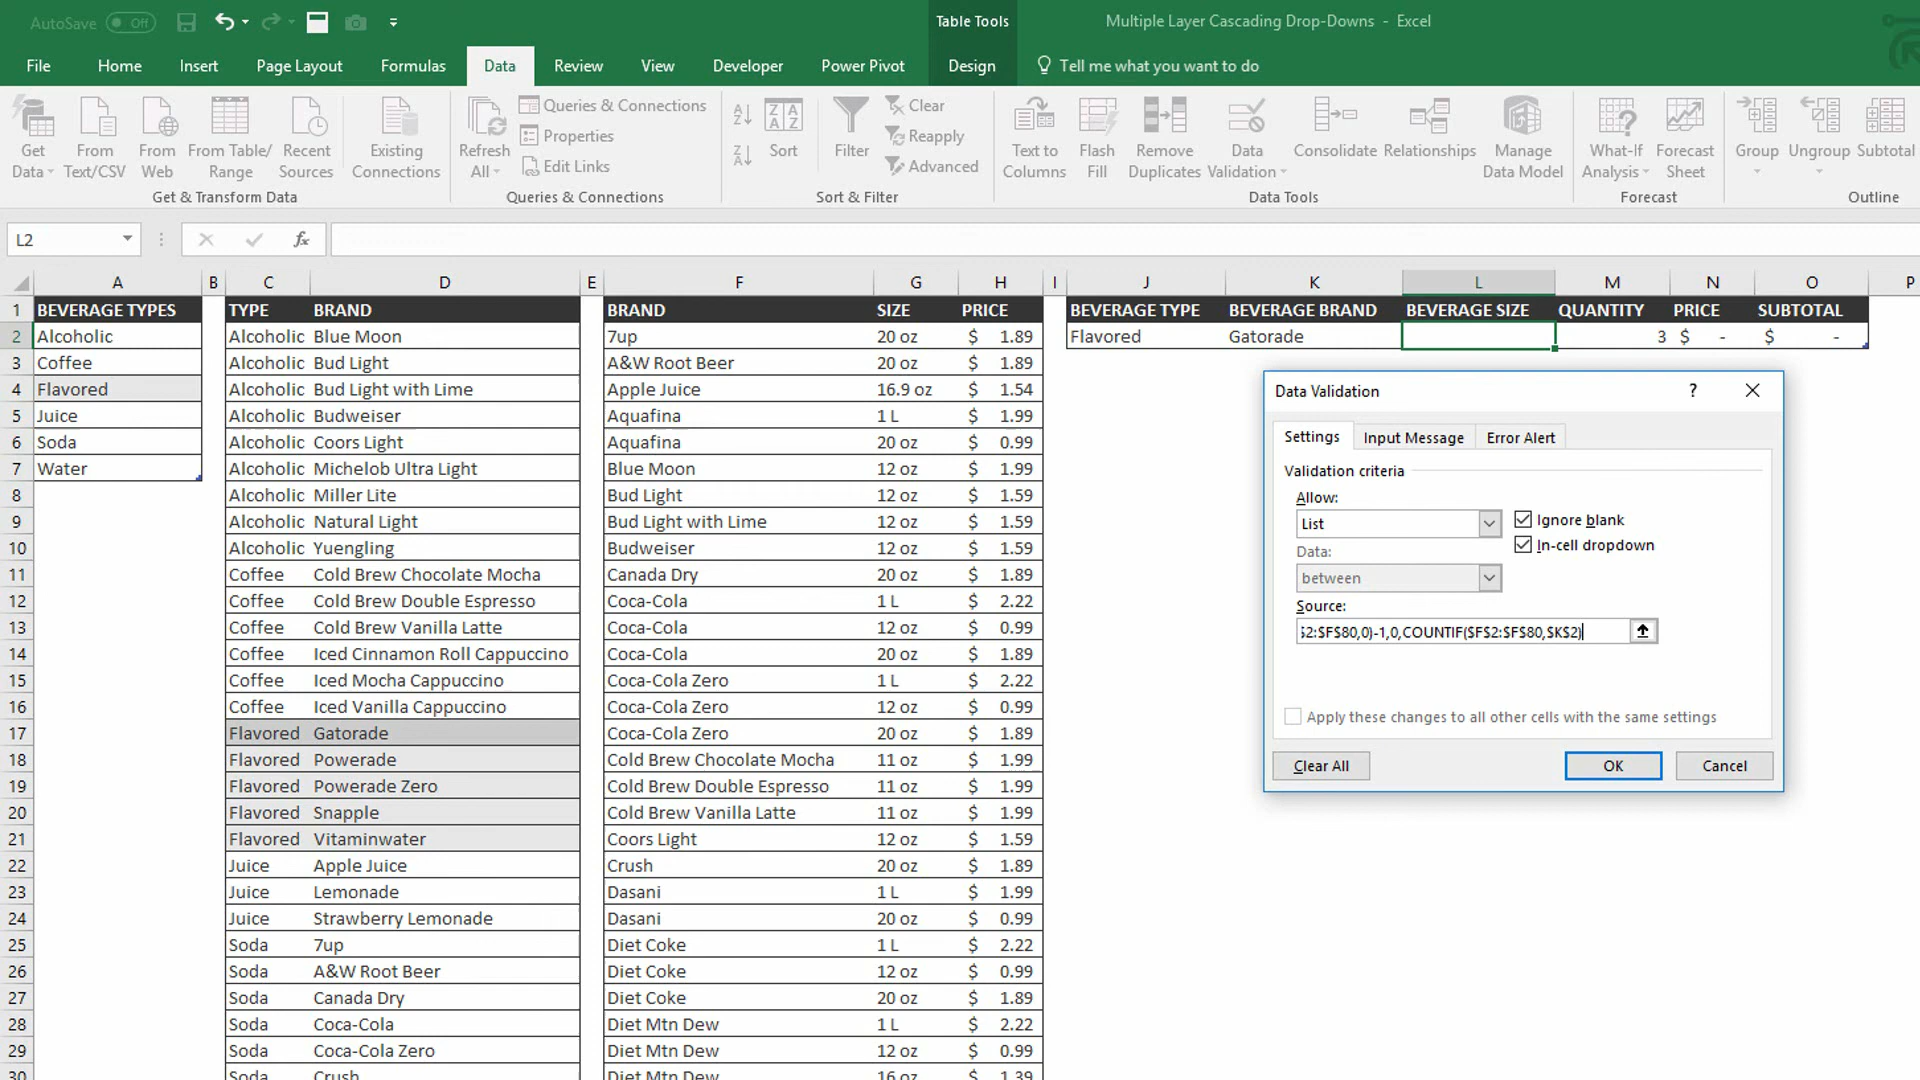 AutoSave Off
Table Tools
Multiple Layer Cascading Drop-Downs - Excel
File Home Insert Page Layout Formulas Data Review View Developer Power Pivot Design Tell me what you want to do
Get Data
From Text/CSV
From Web
From Table/ Range
Recent Sources
Existing Connections
Get & Transform Data
Refresh All
Queries & Connections
Properties
Edit Links
Queries & Connections
Sort
Filter
Clear
Reapply
Advanced
Sort & Filter
Text to Columns
Flash Fill
Remove Duplicates
Data Validation
Consolidate
Relationships
Manage Data Model
Data Tools
What-If Analysis
Forecast Sheet
Forecast
Group
Ungroup
Subtotal
Outline
L2 fx
A B C D E F G H I J K L M N O P
1 BEVERAGE TYPES TYPE BRAND BRAND SIZE PRICE BEVERAGE TYPE BEVERAGE BRAND BEVERAGE SIZE QUANTITY PRICE SUBTOTAL
2 Alcoholic Alcoholic Blue Moon 7up 20 oz $ 1.89 Flavored Gatorade 3 $ - $ -
3 Coffee Alcoholic Bud Light A&W Root Beer 20 oz $ 1.89
4 Flavored Alcoholic Bud Light with Lime Apple Juice 16.9 oz $ 1.54
5 Juice Alcoholic Budweiser Aquafina 1 L $ 1.99
6 Soda Alcoholic Coors Light Aquafina 20 oz $ 0.99
7 Water Alcoholic Michelob Ultra Light Blue Moon 12 oz $ 1.99
8 Alcoholic Miller Lite Bud Light 12 oz $ 1.59
9 Alcoholic Natural Light Bud Light with Lime 12 oz $ 1.59
10 Alcoholic Yuengling Budweiser 12 oz $ 1.59
11 Coffee Cold Brew Chocolate Mocha Canada Dry 20 oz $ 1.89
12 Coffee Cold Brew Double Espresso Coca-Cola 1 L $ 2.22
13 Coffee Cold Brew Vanilla Latte Coca-Cola 12 oz $ 0.99
14 Coffee Iced Cinnamon Roll Cappuccino Coca-Cola 20 oz $ 1.89
15 Coffee Iced Mocha Cappuccino Coca-Cola Zero 1 L $ 2.22
16 Coffee Iced Vanilla Cappuccino Coca-Cola Zero 12 oz $ 0.99
17 Flavored Gatorade Coca-Cola Zero 20 oz $ 1.89
18 Flavored Powerade Cold Brew Chocolate Mocha 11 oz $ 1.99
19 Flavored Powerade Zero Cold Brew Double Espresso 11 oz $ 1.99
20 Flavored Snapple Cold Brew Vanilla Latte 11 oz $ 1.99
21 Flavored Vitaminwater Coors Light 12 oz $ 1.59
22 Juice Apple Juice Crush 20 oz $ 1.89
23 Juice Lemonade Dasani 1 L $ 1.99
24 Juice Strawberry Lemonade Dasani 20 oz $ 0.99
25 Soda 7up Diet Coke 1 L $ 2.22
26 Soda A&W Root Beer Diet Coke 12 oz $ 0.99
27 Soda Canada Dry Diet Coke 20 oz $ 1.89
28 Soda Coca-Cola Diet Mtn Dew 1 L $ 2.22
29 Soda Coca-Cola Zero Diet Mtn Dew 12 oz $ 0.99
30 Soda Crush Diet Mtn Dew 16 oz $ 1.39
Data Validation ?
Settings Input Message Error Alert
Validation criteria
Allow:
List
Ignore blank
In-cell dropdown
Data:
between
Source:
$2:$F$80,0)-1,0,COUNTIF($F$2:$F$80,$K$2)
Apply these changes to all other cells with the same settings
Clear All OK Cancel